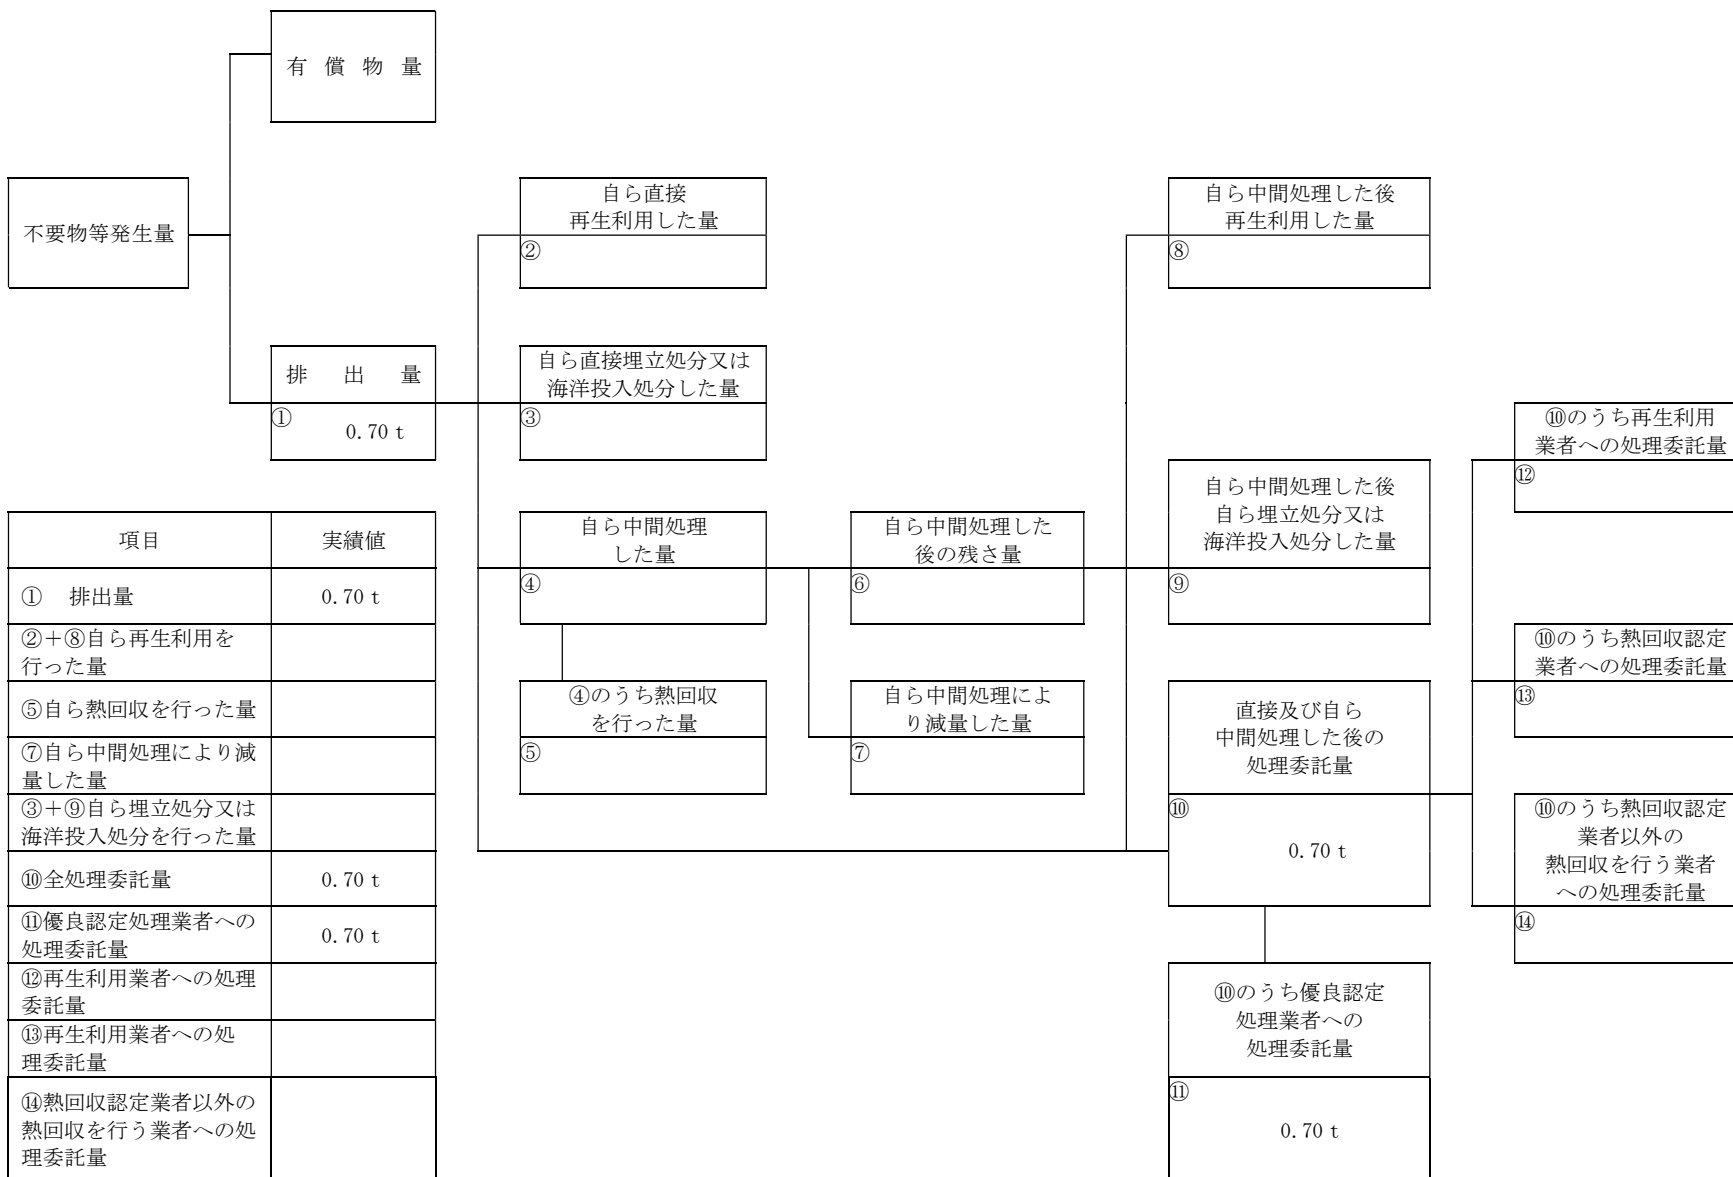 有償物量
不要物等発生量
自ら直接
再生利用した量
②
自ら中間処理した後
再生利用した量
⑧
排出量
①
0.70 t
自ら直接埋立処分又は
海洋投入処分した量
③
⑩のうち再生利用
業者への処理委託量
⑫
自ら中間処理した後
自ら埋立処分又は
海洋投入処分した量
⑨
自ら中間処理
した量
④
自ら中間処理した
後の残さ量
⑥
④のうち熱回収
を行った量
⑤
自ら中間処理によ
り減量した量
⑦
⑩のうち熱回収認定
業者への処理委託量
⑬
直接及び自ら
中間処理した後の
処理委託量
⑩
0.70 t
⑩のうち熱回収認定
業者以外の
熱回収を行う業者
への処理委託量
⑭
⑩のうち優良認定
処理業者への
処理委託量
⑪
0.70 t
項目 実績値
① 排出量 0.70 t
②＋⑧自ら再生利用を
行った量
⑤自ら熱回収を行った量
⑦自ら中間処理により減
量した量
③＋⑨自ら埋立処分又は
海洋投入処分を行った量
⑩全処理委託量 0.70 t
⑪優良認定処理業者への
処理委託量 0.70 t
⑫再生利用業者への処理
委託量
⑬再生利用業者への処
理委託量
⑭熱回収認定業者以外の
熱回収を行う業者への処
理委託量